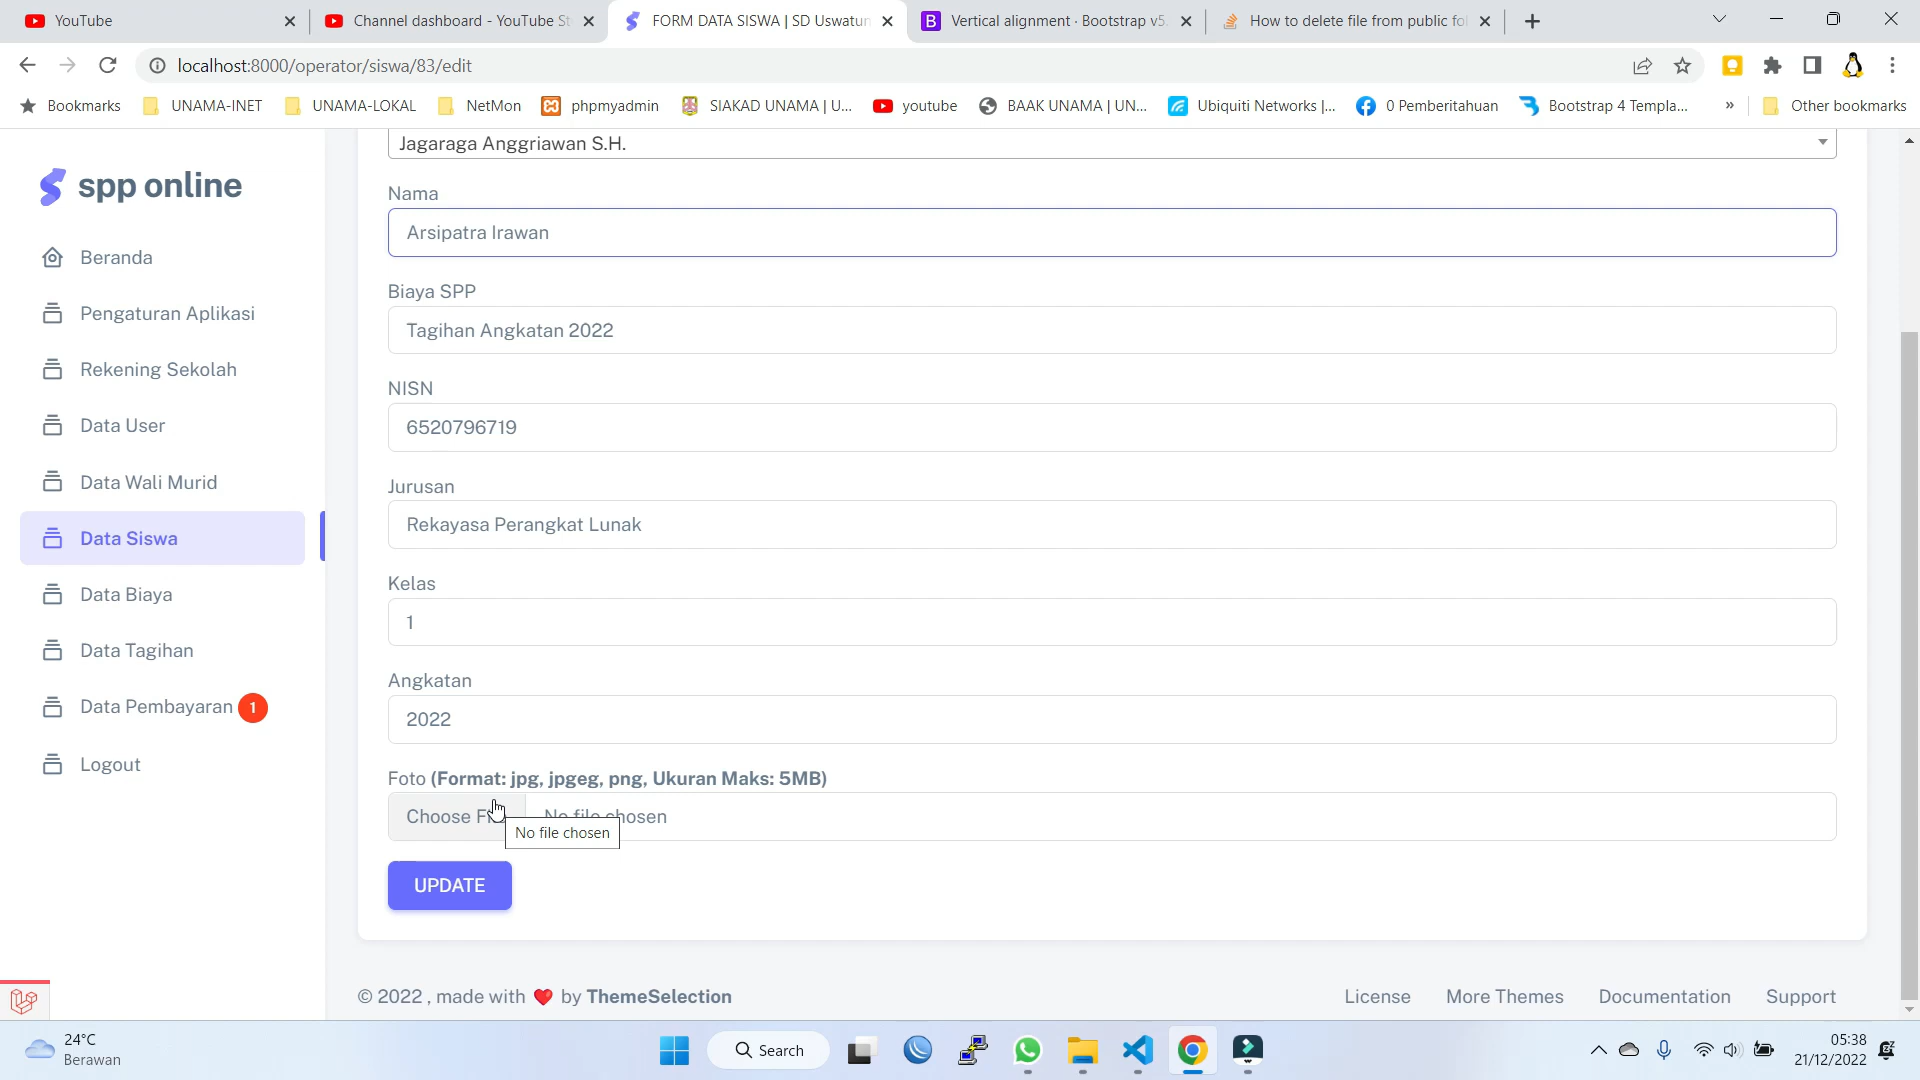 YouTube
Channel dashboard - YouTube St
FORM DATA SISWA | SD Uswatun
Vertical alignment · Bootstrap v5.
How to delete file from public fol
localhost:8000/operator/siswa/83/edit
Bookmarks
UNAMA-INET
UNAMA-LOKAL
NetMon
phpmyadmin
SIAKAD UNAMA | U...
youtube
BAAK UNAMA | UN...
Ubiquiti Networks |...
0 Pemberitahuan
Bootstrap 4 Templa...
»
Other bookmarks
spp online
Beranda
Pengaturan Aplikasi
Rekening Sekolah
Data User
Data Wali Murid
Data Siswa
Data Biaya
Data Tagihan
Data Pembayaran 1
Logout
Jagaraga Anggriawan S.H.
Nama
Arsipatra Irawan
Biaya SPP
Tagihan Angkatan 2022
NISN
6520796719
Jurusan
Rekayasa Perangkat Lunak
Kelas
1
Angkatan
2022
Foto (Format: jpg, jpgeg, png, Ukuran Maks: 5MB)
Choose File No file chosen
No file chosen
UPDATE
© 2022 , made with ❤️ by ThemeSelection
License
More Themes
Documentation
Support
24°C
Berawan
Search
05:38
21/12/2022